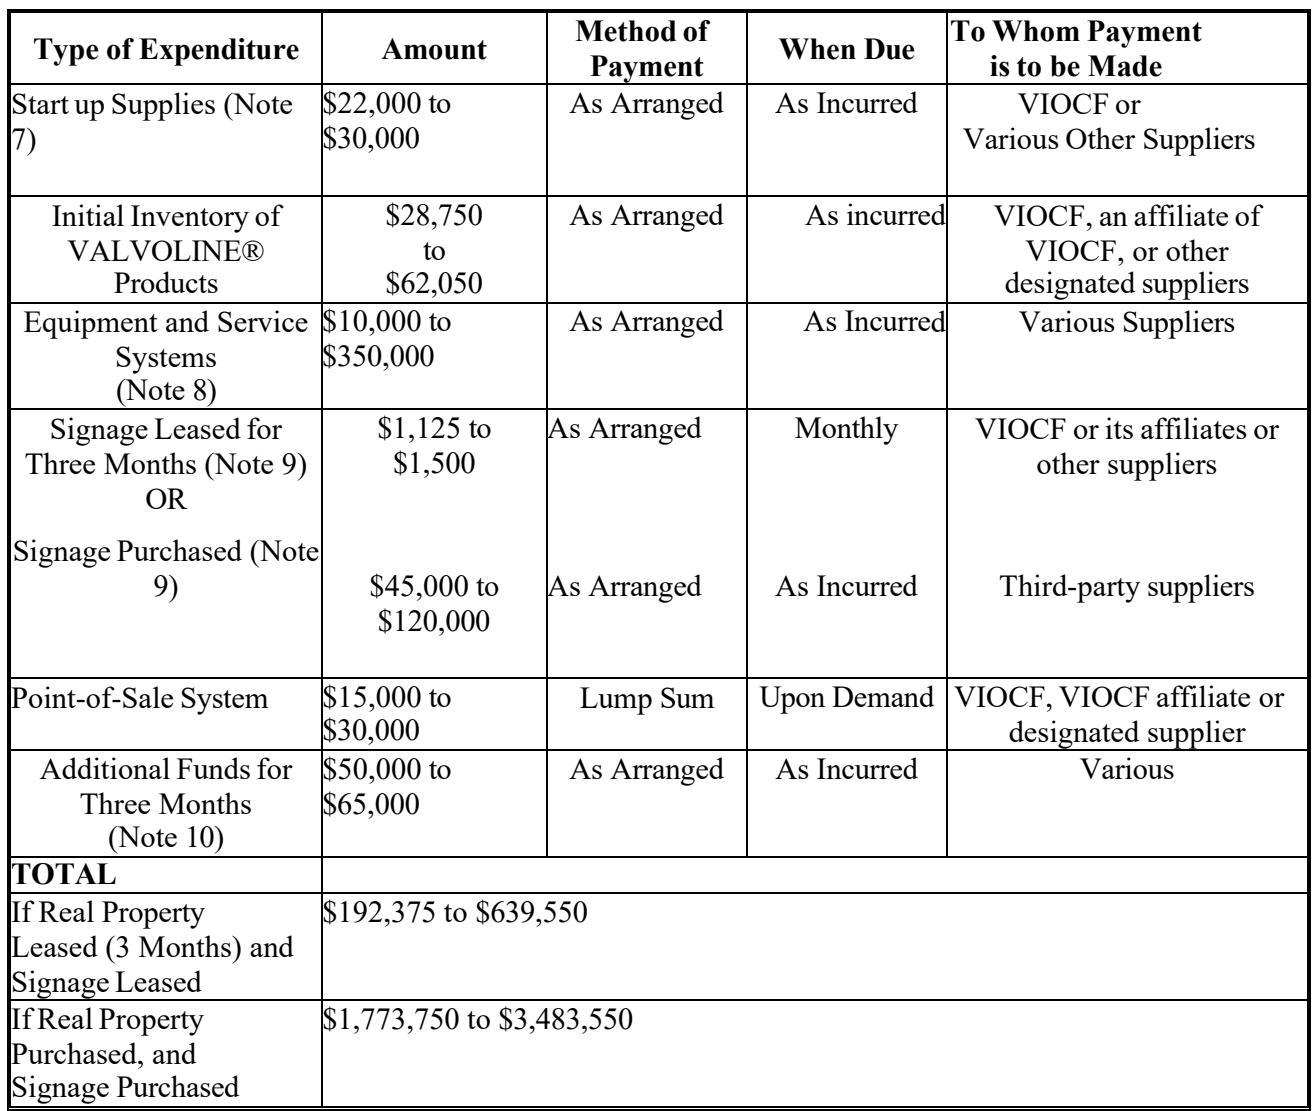 Type of Expenditure
Amount
Method of
Payment
When Due
To Whom Payment
is to be Made
Start up Supplies (Note
7)
$22,000 to
$30,000
As Arranged
As Incurred
VIOCF or
Various Other Suppliers
Initial Inventory of
VALVOLINE®
Products
$28,750
to
$62,050
As Arranged
As incurred
VIOCF, an affiliate of
VIOCF, or other
designated suppliers
Equipment and Service
Systems
(Note 8)
$10,000 to
$350,000
As Arranged
As Incurred
Various Suppliers
Signage Leased for
Three Months (Note 9)
OR
$1,125 to
$1,500
As Arranged
Monthly
VIOCF or its affiliates or
other suppliers
Signage Purchased (Note
9)
$45,000 to
$120,000
As Arranged
As Incurred
Third-party suppliers
Point-of-Sale System
$15,000 to
$30,000
Lump Sum
Upon Demand
VIOCF, VIOCF affiliate or
designated supplier
Additional Funds for
Three Months
(Note 10)
$50,000 to
$65,000
As Arranged
As Incurred
Various
TOTAL
If Real Property
Leased (3 Months) and
Signage Leased
$192,375 to $639,550
If Real Property
Purchased, and
Signage Purchased
$1,773,750 to $3,483,550